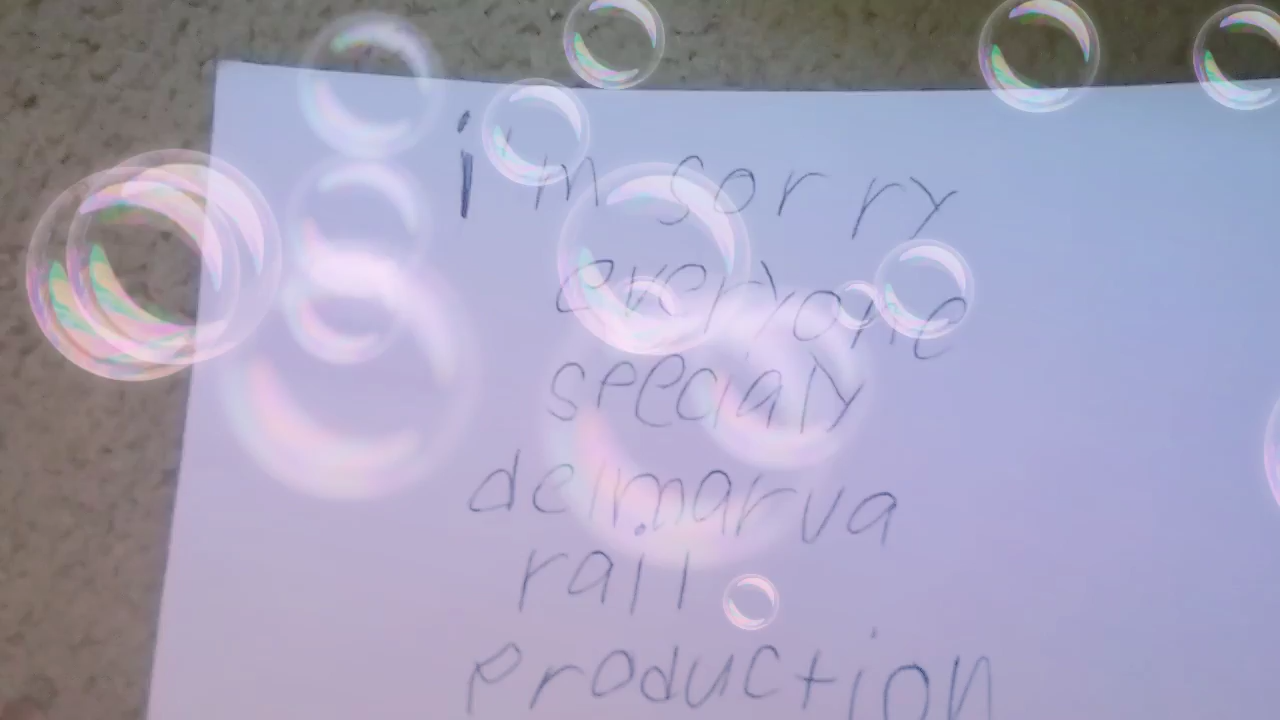 i'm sorry
everyone
specialy
delmarva
rail
production